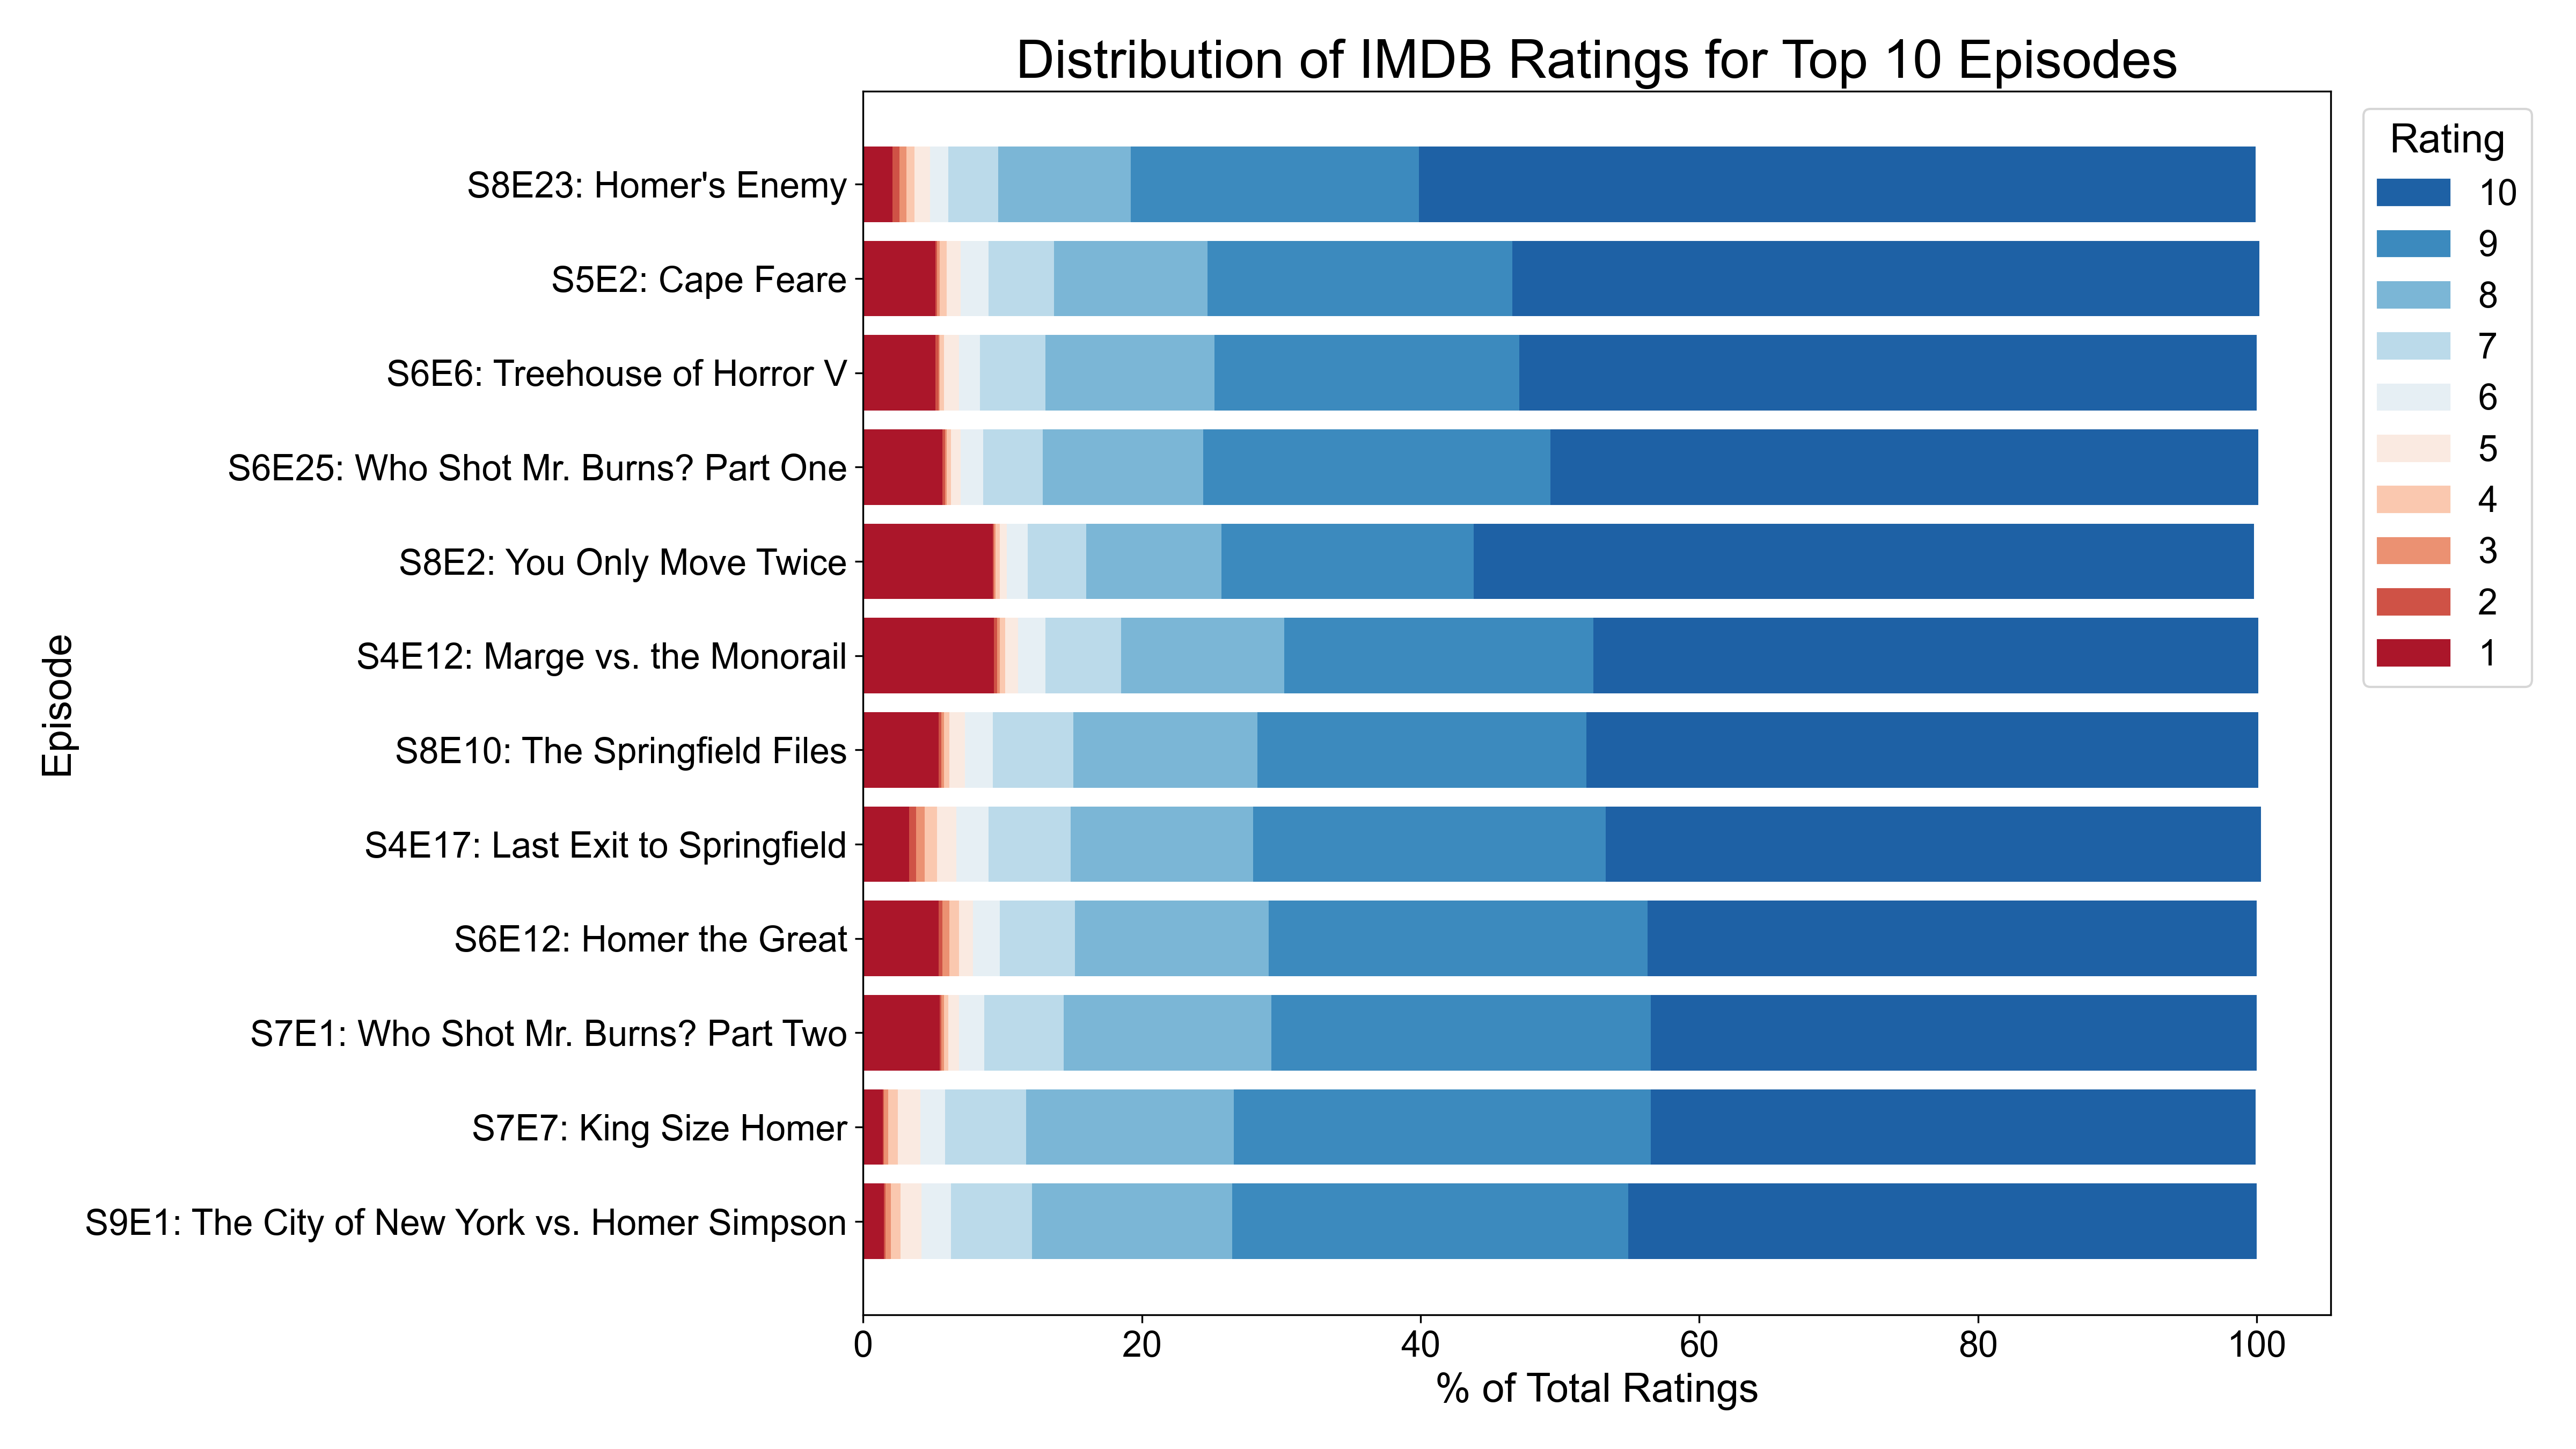 Distribution of IMDB Ratings for Top 10 Episodes
Episode
S8E23: Homer's Enemy
S5E2: Cape Feare
S6E6: Treehouse of Horror V
S6E25: Who Shot Mr. Burns? Part One
S8E2: You Only Move Twice
S4E12: Marge vs. the Monorail
S8E10: The Springfield Files
S4E17: Last Exit to Springfield
S6E12: Homer the Great
S7E1: Who Shot Mr. Burns? Part Two
S7E7: King Size Homer
S9E1: The City of New York vs. Homer Simpson
0 20 40 60 80 100
% of Total Ratings
Rating
10
9
8
7
6
5
4
3
2
1